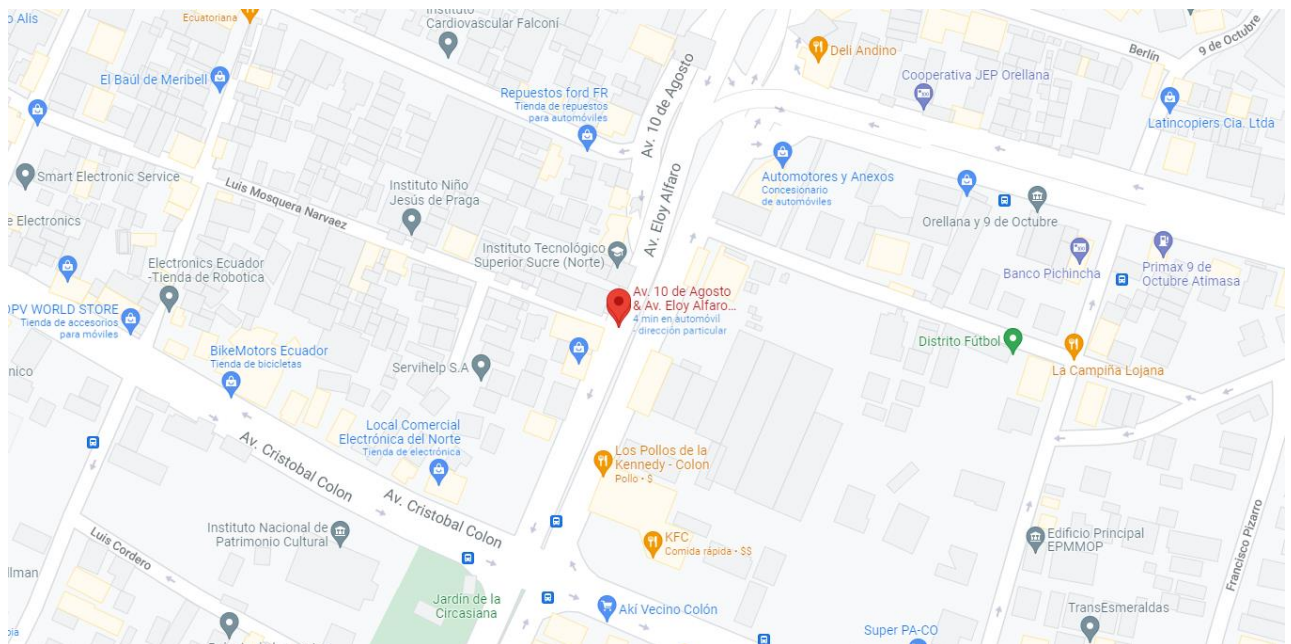 o Alis
Ecuatoriana
Instituto
Cardiovascular Falconí
Deli Andino
Berlín
9 de Octubre
El Baúl de Meribell
Repuestos ford FR
Tienda de repuestos
para automóviles
Av. 10 de Agosto
Cooperativa JEP Orellana
Latincopiers Cia. Ltda
Smart Electronic Service
Luis Mosquera Narvaez
Instituto Niño
Jesús de Praga
Automotores y Anexos
Concesionario
de automóviles
Av. Eloy Alfaro
Orellana y 9 de Octubre
e Electronics
Instituto Tecnológico
Superior Sucre (Norte)
Electronics Ecuador
-Tienda de Robótica
Banco Pichincha
Primax 9 de
Octubre Atimasa
Av. 10 de Agosto
& Av. Eloy Alfaro...
4 min en automóvil
- dirección particular
OPV WORLD STORE
Tienda de accesorios
para móviles
BikeMotors Ecuador
Tienda de bicicletas
Servihelp S.A
Distrito Fútbol
La Campiña Lojana
nico
Local Comercial
Electrónica del Norte
Tienda de electrónica
Av. Cristobal Colon
Av. Cristobal Colon
Los Pollos de la
Kennedy - Colon
Pollo · $
Instituto Nacional de
Patrimonio Cultural
Luis Cordero
KFC
Comida rápida · $$
Edificio Principal
EPMMOP
Francisco Pizarro
llman
Jardín de la
Circasiana
Akí Vecino Colón
TransEsmeraldas
Super PA-CO